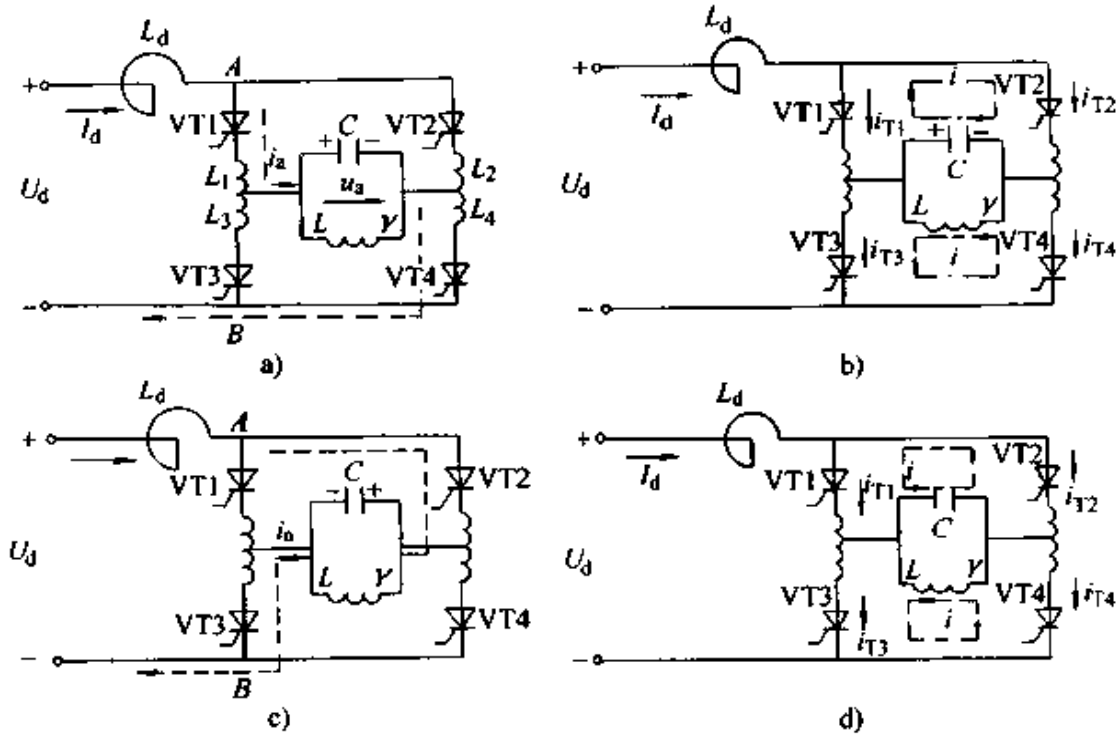 L_d
A
+
I_d
VT1
C
VT2
+ −
i_a
L_1
u_a
L_2
U_d
L_3
L γ
L_4
VT3
VT4
−
B
a)
L_d
+
I_d
VT2
i
i_T2
VT1
i_T1
+ −
C
U_d
L γ
VT3
VT4
i_T3
i
i_T4
−
b)
L_d
A
+
VT1
C
VT2
− +
U_d
L γ
VT3
VT4
−
B
c)
L_d
+
I_d
VT2
VT1
i_T1
i
i_T2
C
U_d
L γ
VT3
VT4
i_T4
i
i_T3
−
d)